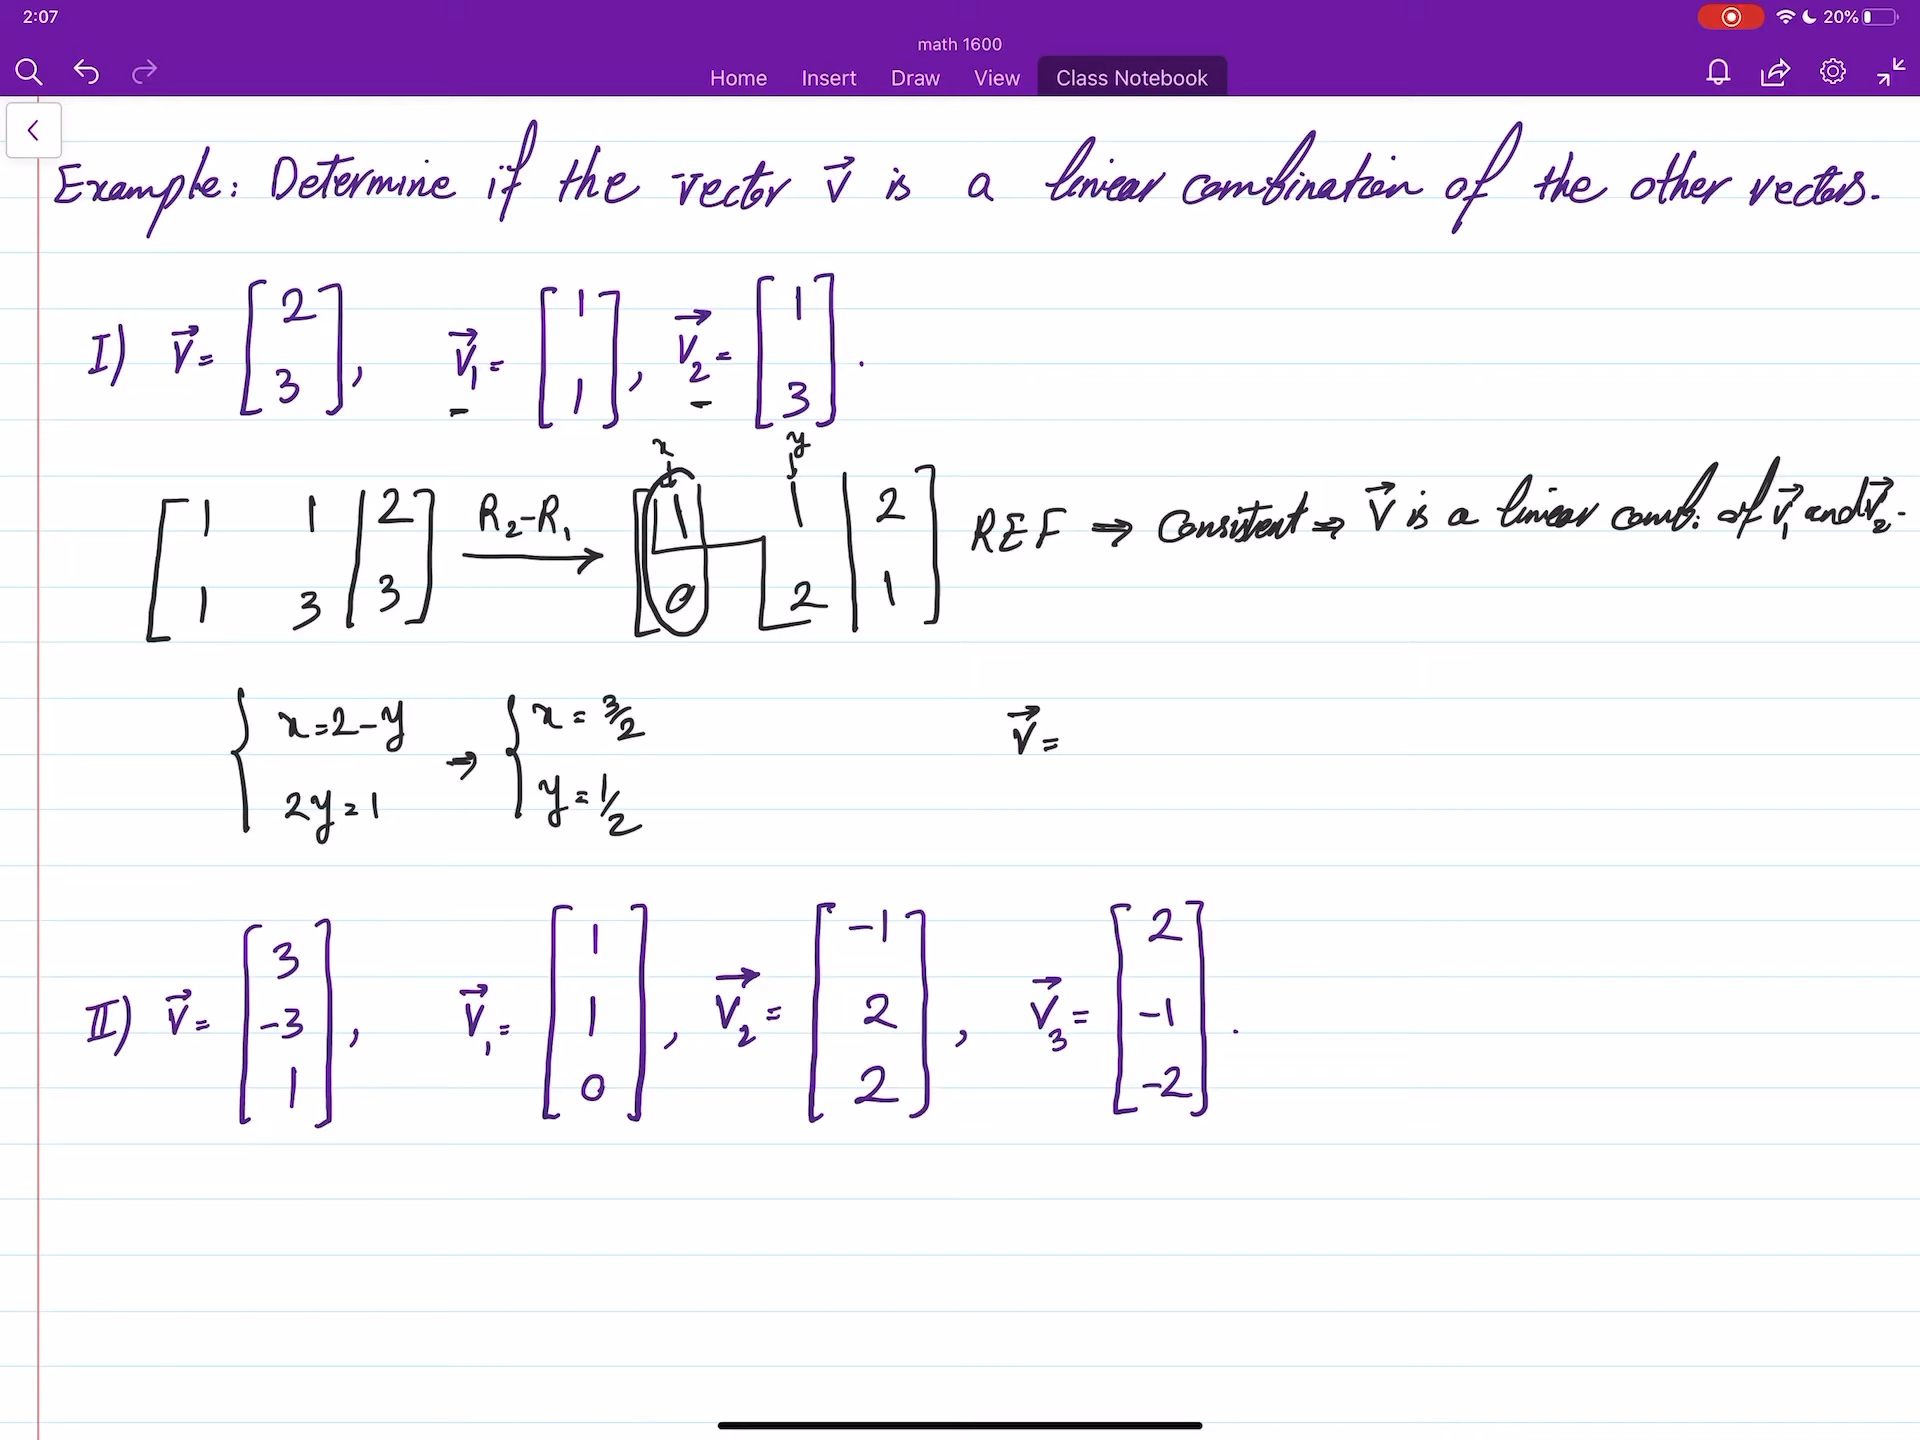 2:07
20%
math 1600
Home Insert Draw View Class Notebook
Example: Determine if the vector v⃗ is a linear combination of the other vectors.
I) v⃗ = [2 3], v⃗₁ = [1 1], v⃗₂ = [1 3].
x y
[1 1 | 2] R₂-R₁ [1 1 | 2] REF ⇒ Consistent ⇒ v⃗ is a linear comb. of v⃗₁ and v⃗₂.
[1 3 | 3] → [0 2 | 1]
{ x = 2 - y → { x = 3/2 v⃗ =
2y = 1 y = 1/2
II) v⃗ = [3 -3 1], v⃗₁ = [1 1 0], v⃗₂ = [-1 2 2], v⃗₃ = [2 -1 -2].